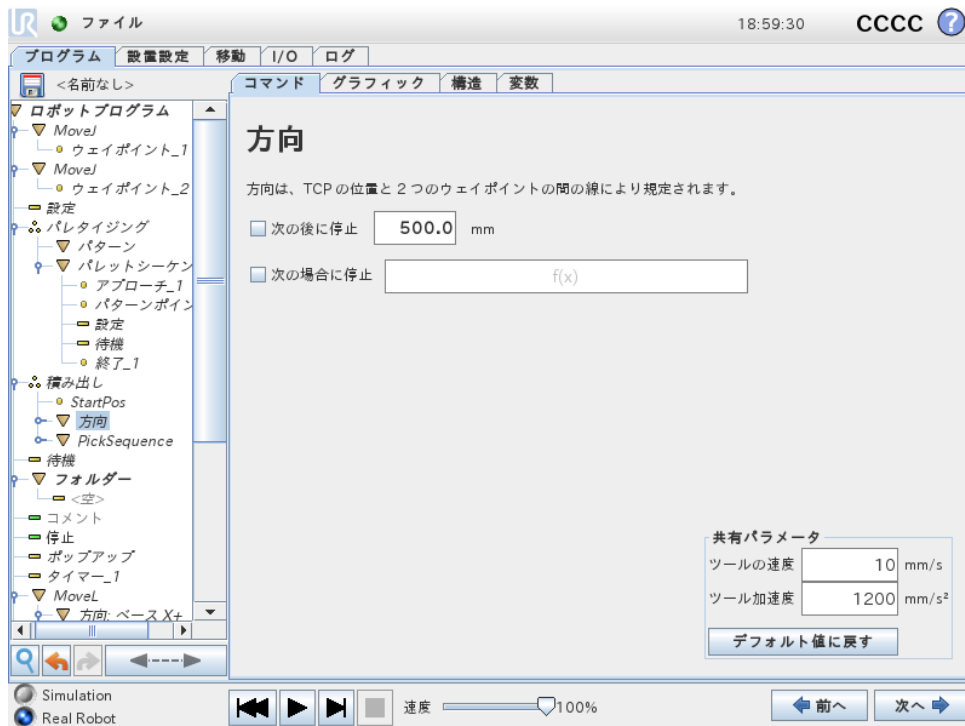 UR ファイル 18:59:30 CCCC ?
プログラム 設置設定 移動 I/O ログ
<名前なし>
コマンド グラフィック 構造 変数
ロボットプログラム
MoveJ
ウェイポイント_1
MoveJ
ウェイポイント_2
設定
パレタイジング
パターン
パレットシーケン
アプローチ_1
パターンポイン
設定
待機
終了_1
積み出し
StartPos
方向
PickSequence
待機
フォルダー
<空>
コメント
停止
ポップアップ
タイマー_1
MoveL
方向: ベース X+
方向
方向は、TCPの位置と２つのウェイポイントの間の線により規定されます。
次の後に停止 500.0 mm
次の場合に停止 f(x)
共有パラメータ
ツールの速度 10 mm/s
ツール加速度 1200 mm/s²
デフォルト値に戻す
Simulation
Real Robot
速度 100%
前へ 次へ